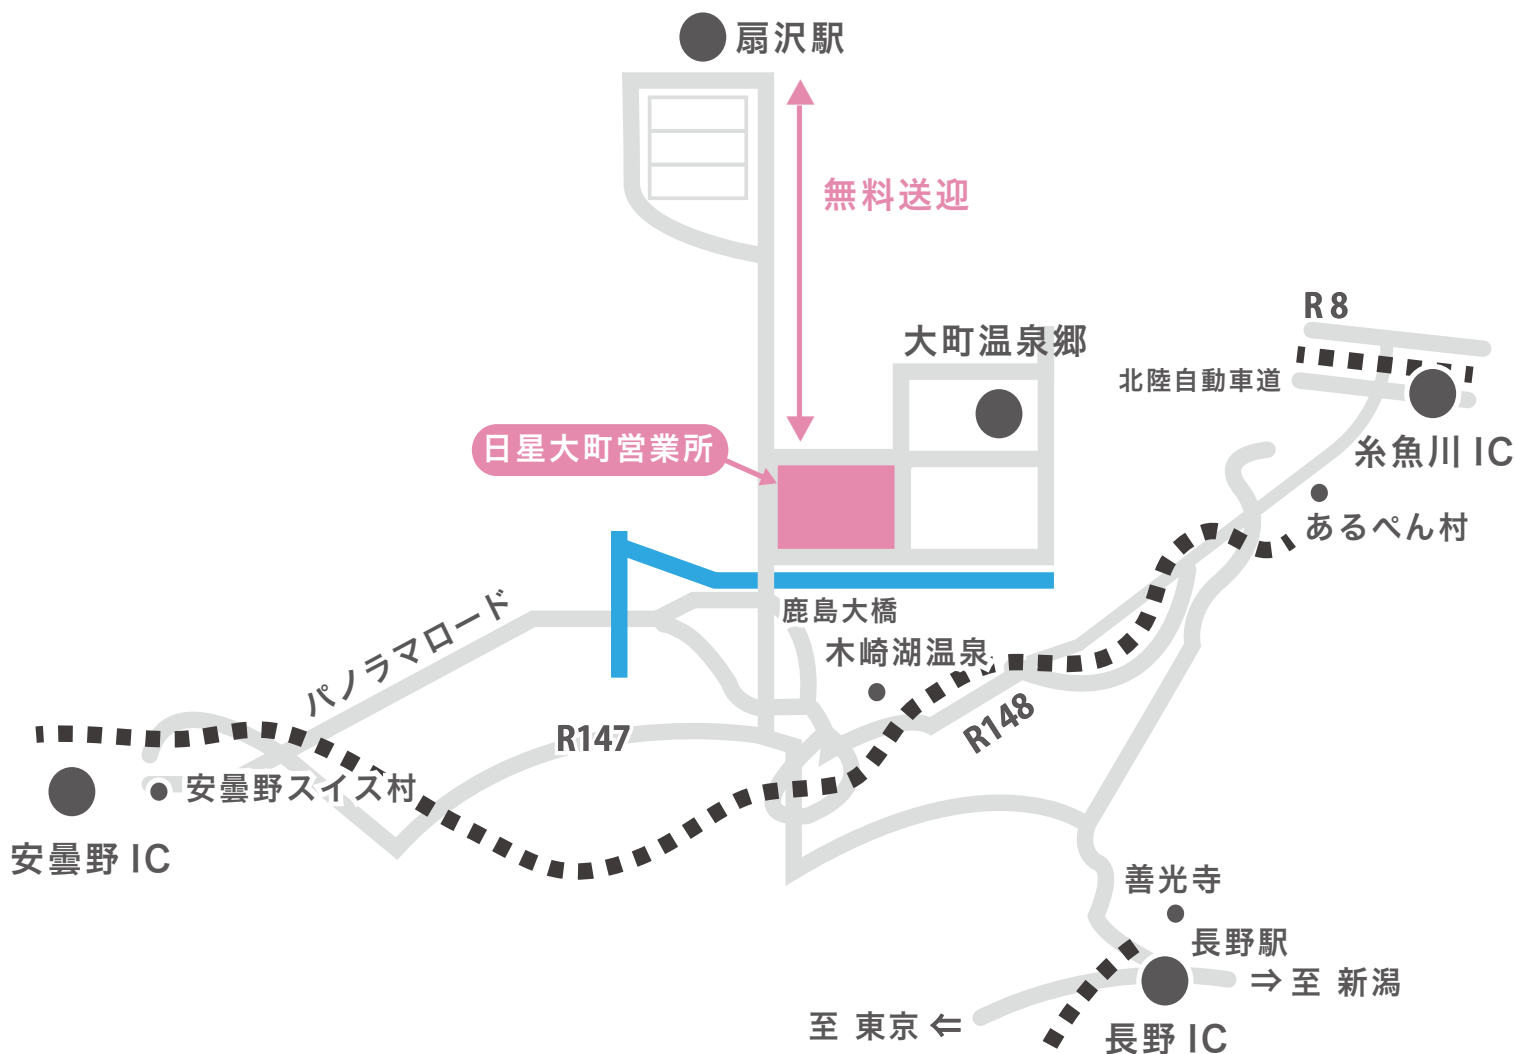 扇沢駅
無料送迎
R 8
大町温泉郷
北陸自動車道
日星大町営業所
糸魚川 IC
あるぺん村
パノラマロード
鹿島大橋
木崎湖温泉
R147
R148
安曇野スイス村
安曇野 IC
善光寺
長野駅
⇒至 新潟
至 東京⇐
長野 IC